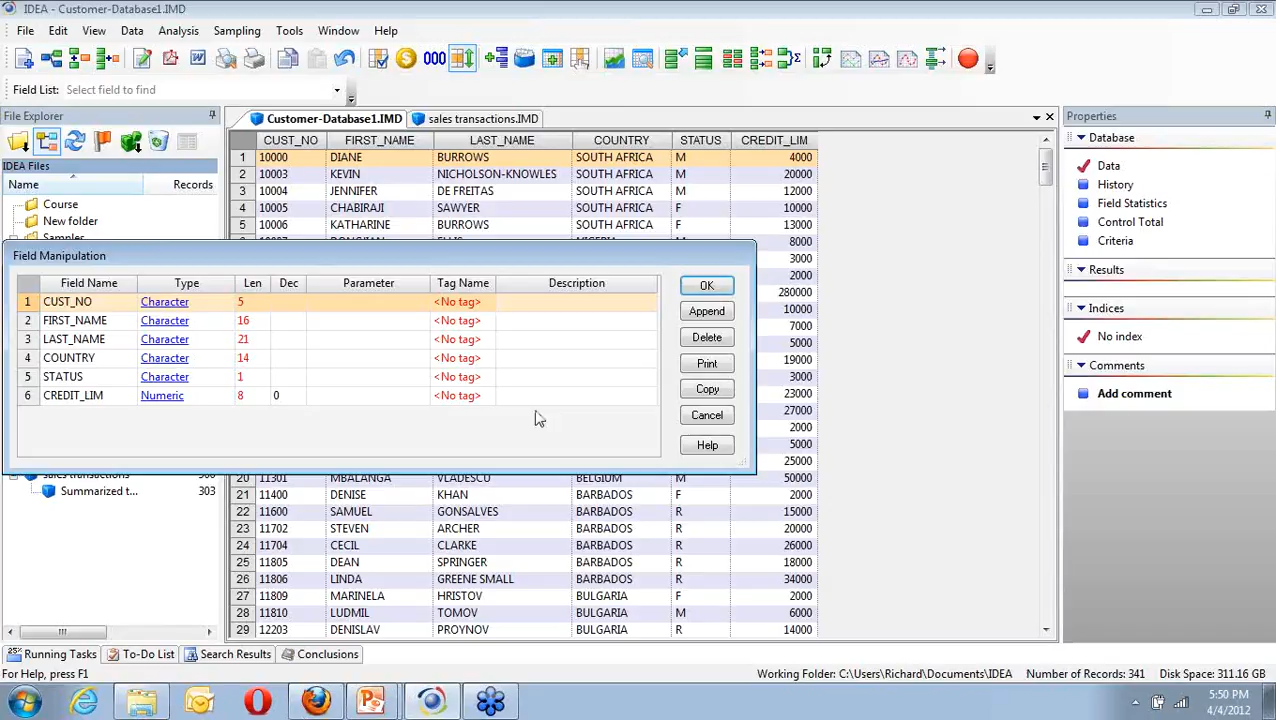 IDEA - Customer-Database1.IMD
File Edit View Data Analysis Sampling Tools Window Help
Field List: Select field to find
File Explorer
IDEA Files
Name Records
Course
New folder
Samples
sales transactions
Summarized t... 303
Customer-Database1.IMD sales transactions.IMD
CUST_NO FIRST_NAME LAST_NAME COUNTRY STATUS CREDIT_LIM
1 10000 DIANE BURROWS SOUTH AFRICA M 4000
2 10003 KEVIN NICHOLSON-KNOWLES SOUTH AFRICA M 20000
3 10004 JENNIFER DE FREITAS SOUTH AFRICA M 12000
4 10005 CHABIRAJI SAWYER SOUTH AFRICA F 10000
5 10006 KATHARINE BURROWS SOUTH AFRICA F 13000
8000
3000
2000
280000
10000
7000
6000
19000
3000
23000
27000
2000
5000
25000
Field Manipulation
Field Name Type Len Dec Parameter Tag Name Description
1 CUST_NO Character 5 <No tag>
2 FIRST_NAME Character 16 <No tag>
3 LAST_NAME Character 21 <No tag>
4 COUNTRY Character 14 <No tag>
5 STATUS Character 1 <No tag>
6 CREDIT_LIM Numeric 8 0 <No tag>
OK
Append
Delete
Print
Copy
Cancel
Help
20 11301 MBALANGA VLADESCU BELGIUM M 50000
21 11400 DENISE KHAN BARBADOS F 2000
22 11600 SAMUEL GONSALVES BARBADOS R 15000
23 11702 STEVEN ARCHER BARBADOS R 20000
24 11704 CECIL CLARKE BARBADOS R 26000
25 11805 DEAN SPRINGER BARBADOS R 18000
26 11806 LINDA GREENE SMALL BARBADOS R 34000
27 11809 MARINELA HRISTOV BULGARIA F 2000
28 11810 LUDMIL TOMOV BULGARIA M 6000
29 12203 DENISLAV PROYNOV BULGARIA R 14000
Properties
Database
Data
History
Field Statistics
Control Total
Criteria
Results
Indices
No index
Comments
Add comment
Running Tasks To-Do List Search Results Conclusions
For Help, press F1 Working Folder: C:\Users\Richard\Documents\IDEA Number of Records: 341 Disk Space: 311.16 GB
5:50 PM
4/4/2012